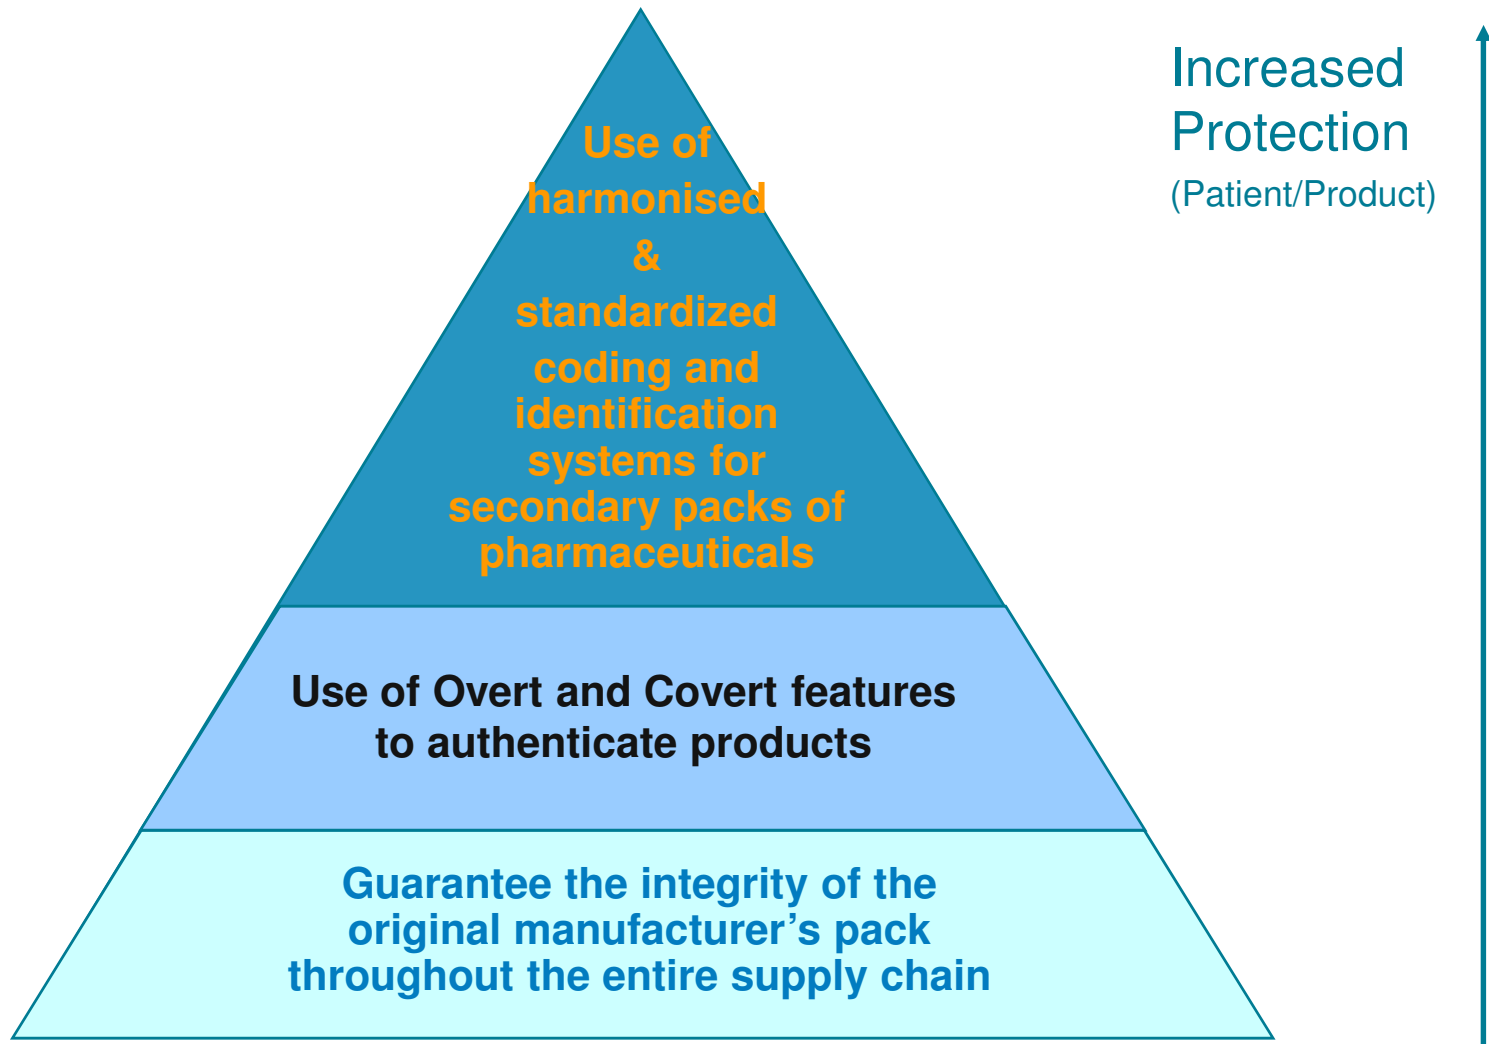 Use of
harmonised
&
standardized
coding and
identification
systems for
secondary packs of
pharmaceuticals
Use of Overt and Covert features
to authenticate products
Guarantee the integrity of the
original manufacturer’s pack
throughout the entire supply chain
Increased
Protection
(Patient/Product)